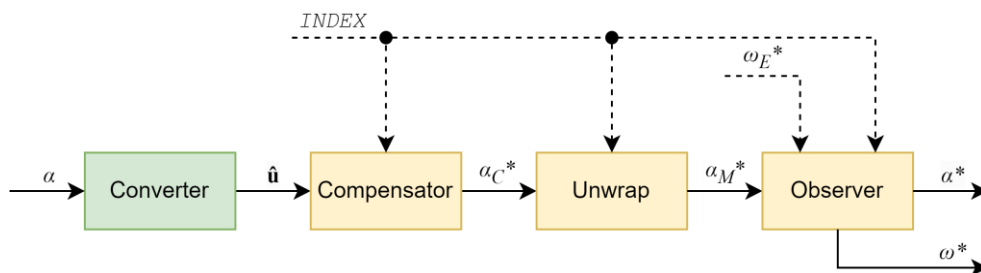 INDEX
ω_E*
α
Converter
û
Compensator
α_C*
Unwrap
α_M*
Observer
α*
ω*